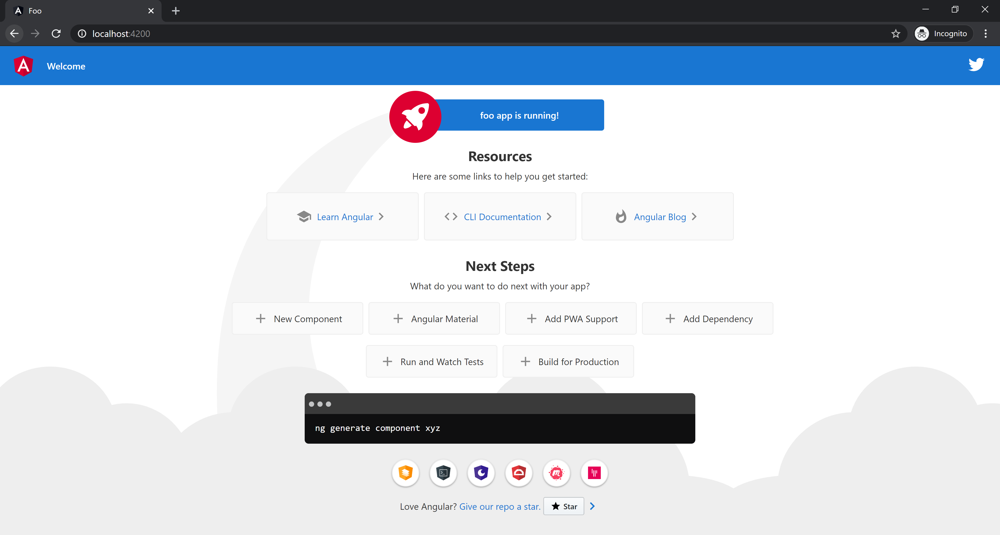 Foo
localhost:4200
Incognito
Welcome
foo app is running!
Resources
Here are some links to help you get started:
Learn Angular
CLI Documentation
Angular Blog
Next Steps
What do you want to do next with your app?
New Component
Angular Material
Add PWA Support
Add Dependency
Run and Watch Tests
Build for Production
ng generate component xyz
Love Angular? Give our repo a star. Star